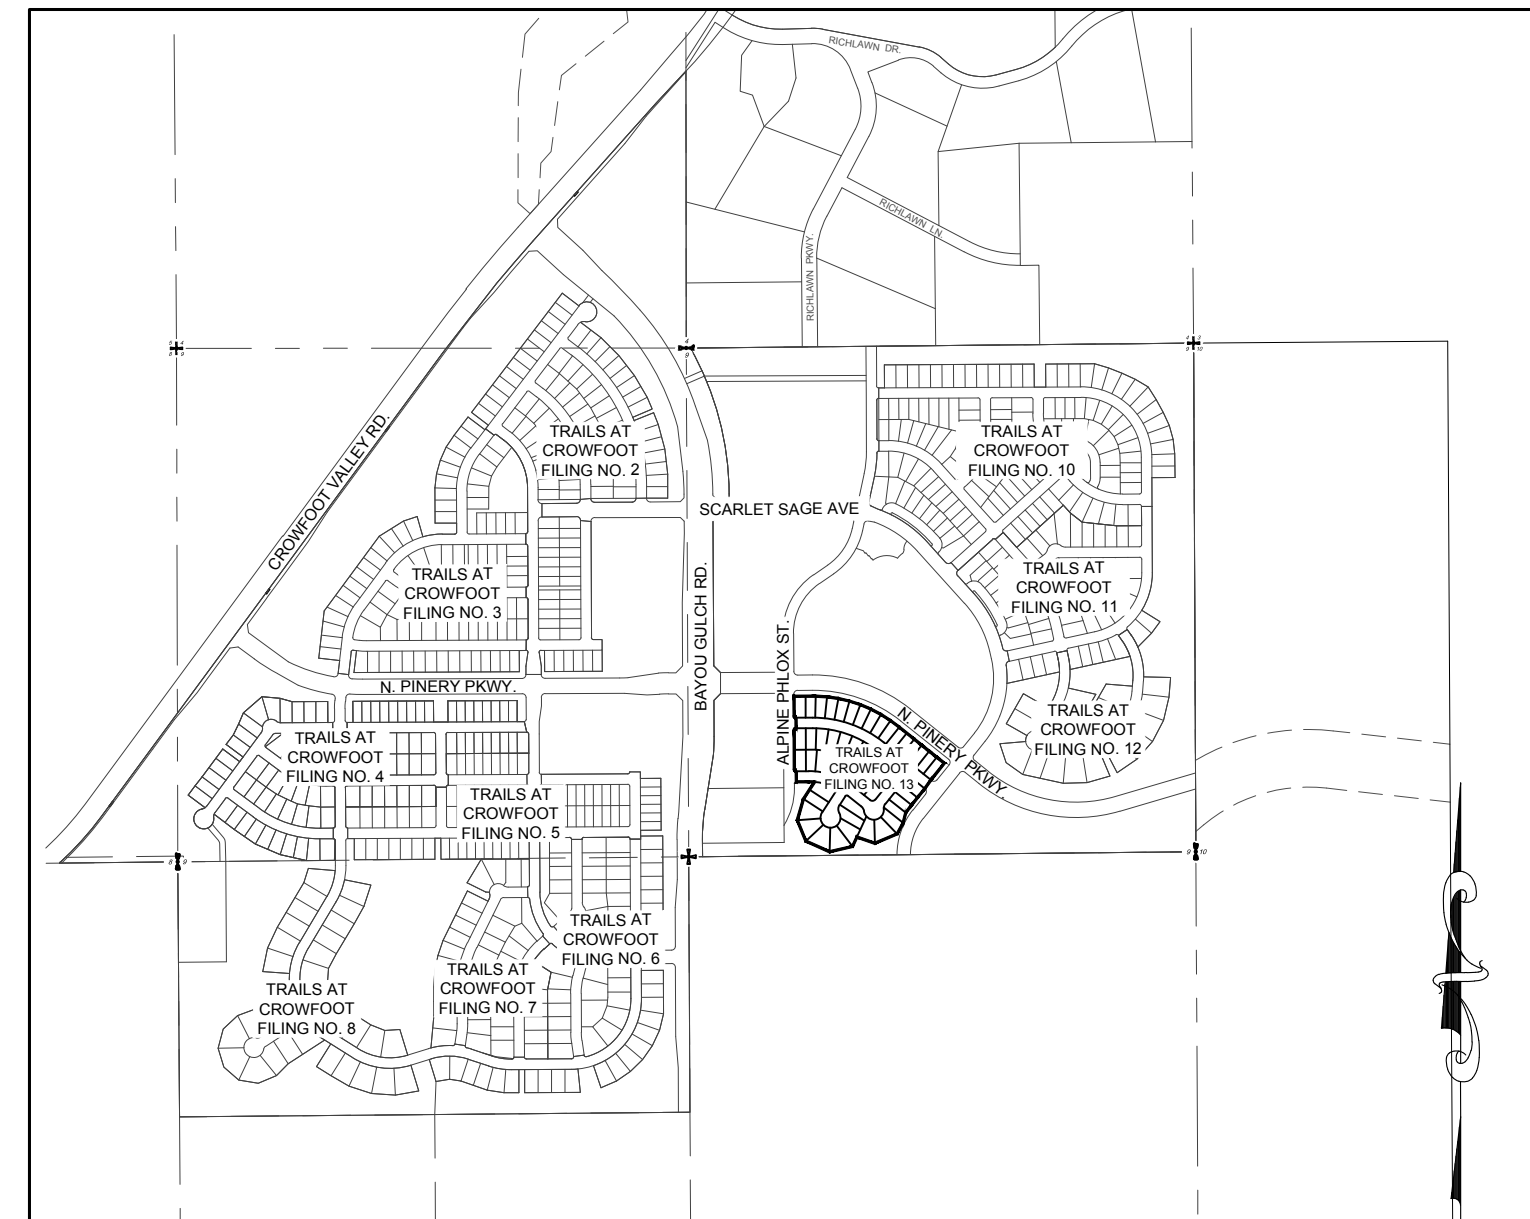 RICHLAWN DR.
RICHLAWN LN.
RICHLAWN PKWY.
CROWFOOT VALLEY RD.
TRAILS AT
CROWFOOT
FILING NO. 2
TRAILS AT
CROWFOOT
FILING NO. 10
SCARLET SAGE AVE
TRAILS AT
CROWFOOT
FILING NO. 3
BAYOU GULCH RD.
ALPINE PHLOX ST.
TRAILS AT
CROWFOOT
FILING NO. 11
N. PINERY PKWY.
N. PINERY PKWY.
TRAILS AT
CROWFOOT
FILING NO. 4
TRAILS AT
CROWFOOT
FILING NO. 13
TRAILS AT
CROWFOOT
FILING NO. 12
TRAILS AT
CROWFOOT
FILING NO. 5
TRAILS AT
CROWFOOT
FILING NO. 6
TRAILS AT
CROWFOOT
FILING NO. 7
TRAILS AT
CROWFOOT
FILING NO. 8